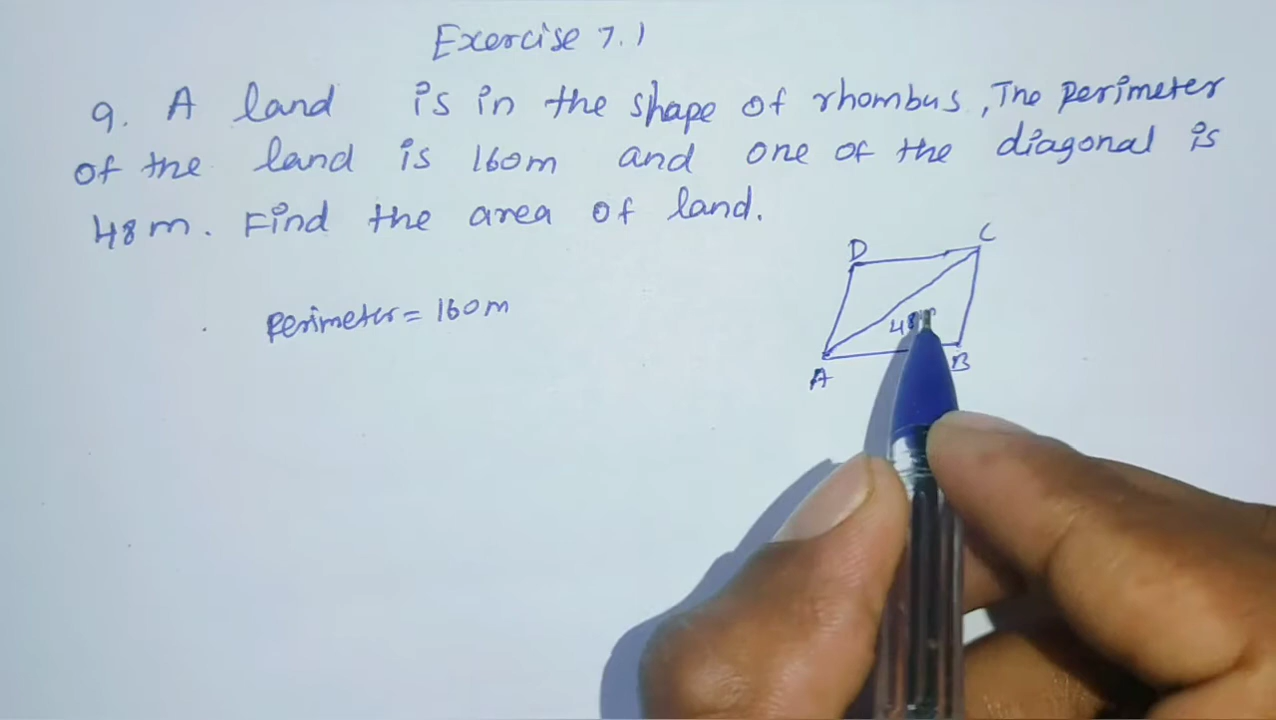 Exercise 7.1
9. A land is in the shape of rhombus, The perimeter
of the land is 160m and one of the diagonal is
48m. Find the area of land.
D C
Perimeter = 160m
48m
A B